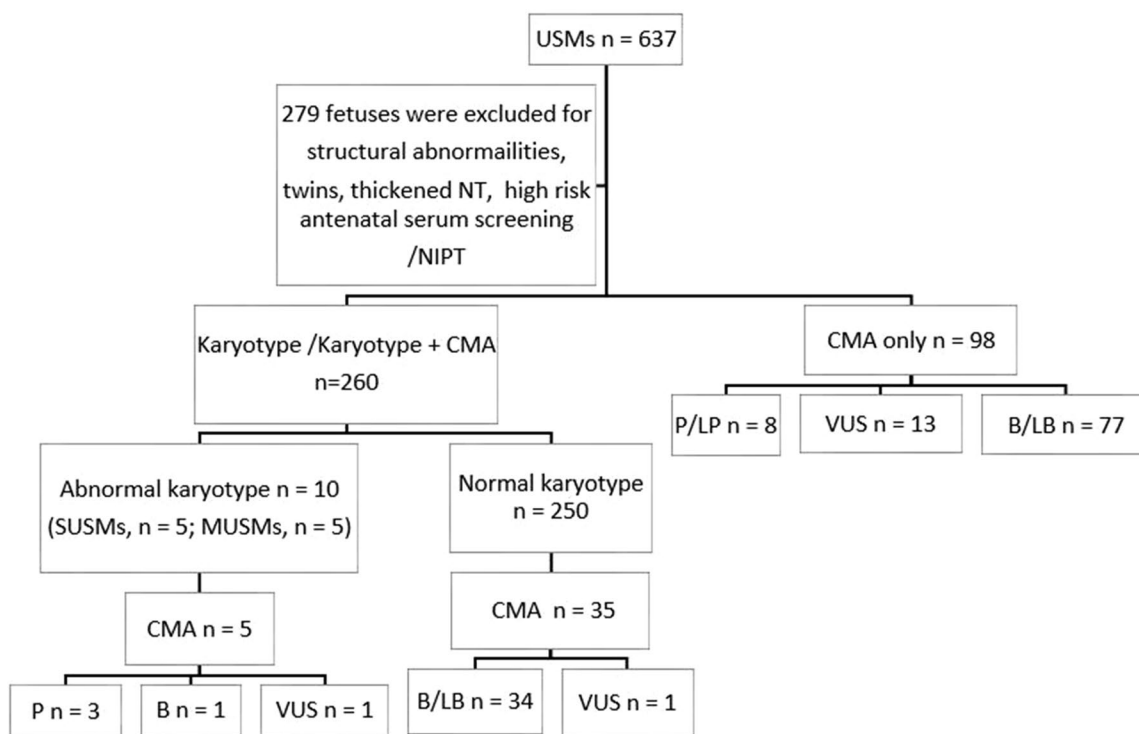 USMs n = 637
279 fetuses were excluded for
structural abnormailities,
twins, thickened NT, high risk
antenatal serum screening
/NIPT
Karyotype /Karyotype + CMA
n=260
CMA only n = 98
P/LP n = 8
VUS n = 13
B/LB n = 77
Abnormal karyotype n = 10
(SUSMs, n = 5; MUSMs, n = 5)
Normal karyotype
n = 250
CMA n = 5
CMA n = 35
P n = 3
B n = 1
VUS n = 1
B/LB n = 34
VUS n = 1